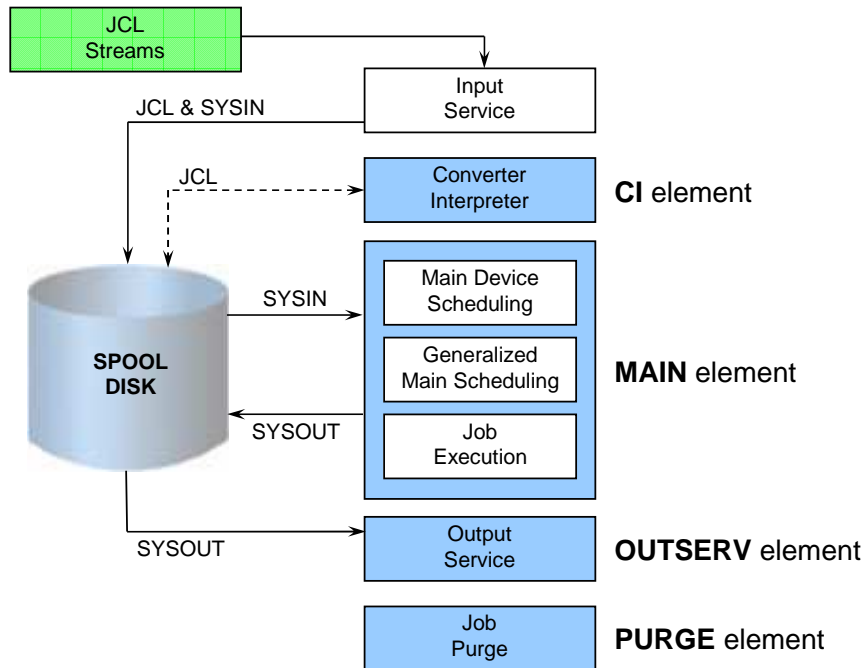 JCL
Streams
Input
Service
JCL & SYSIN
JCL
Converter
Interpreter
CI element
Main Device
Scheduling
SYSIN
SPOOL
DISK
Generalized
Main Scheduling
MAIN element
SYSOUT
Job
Execution
SYSOUT
Output
Service
OUTSERV element
Job
Purge
PURGE element